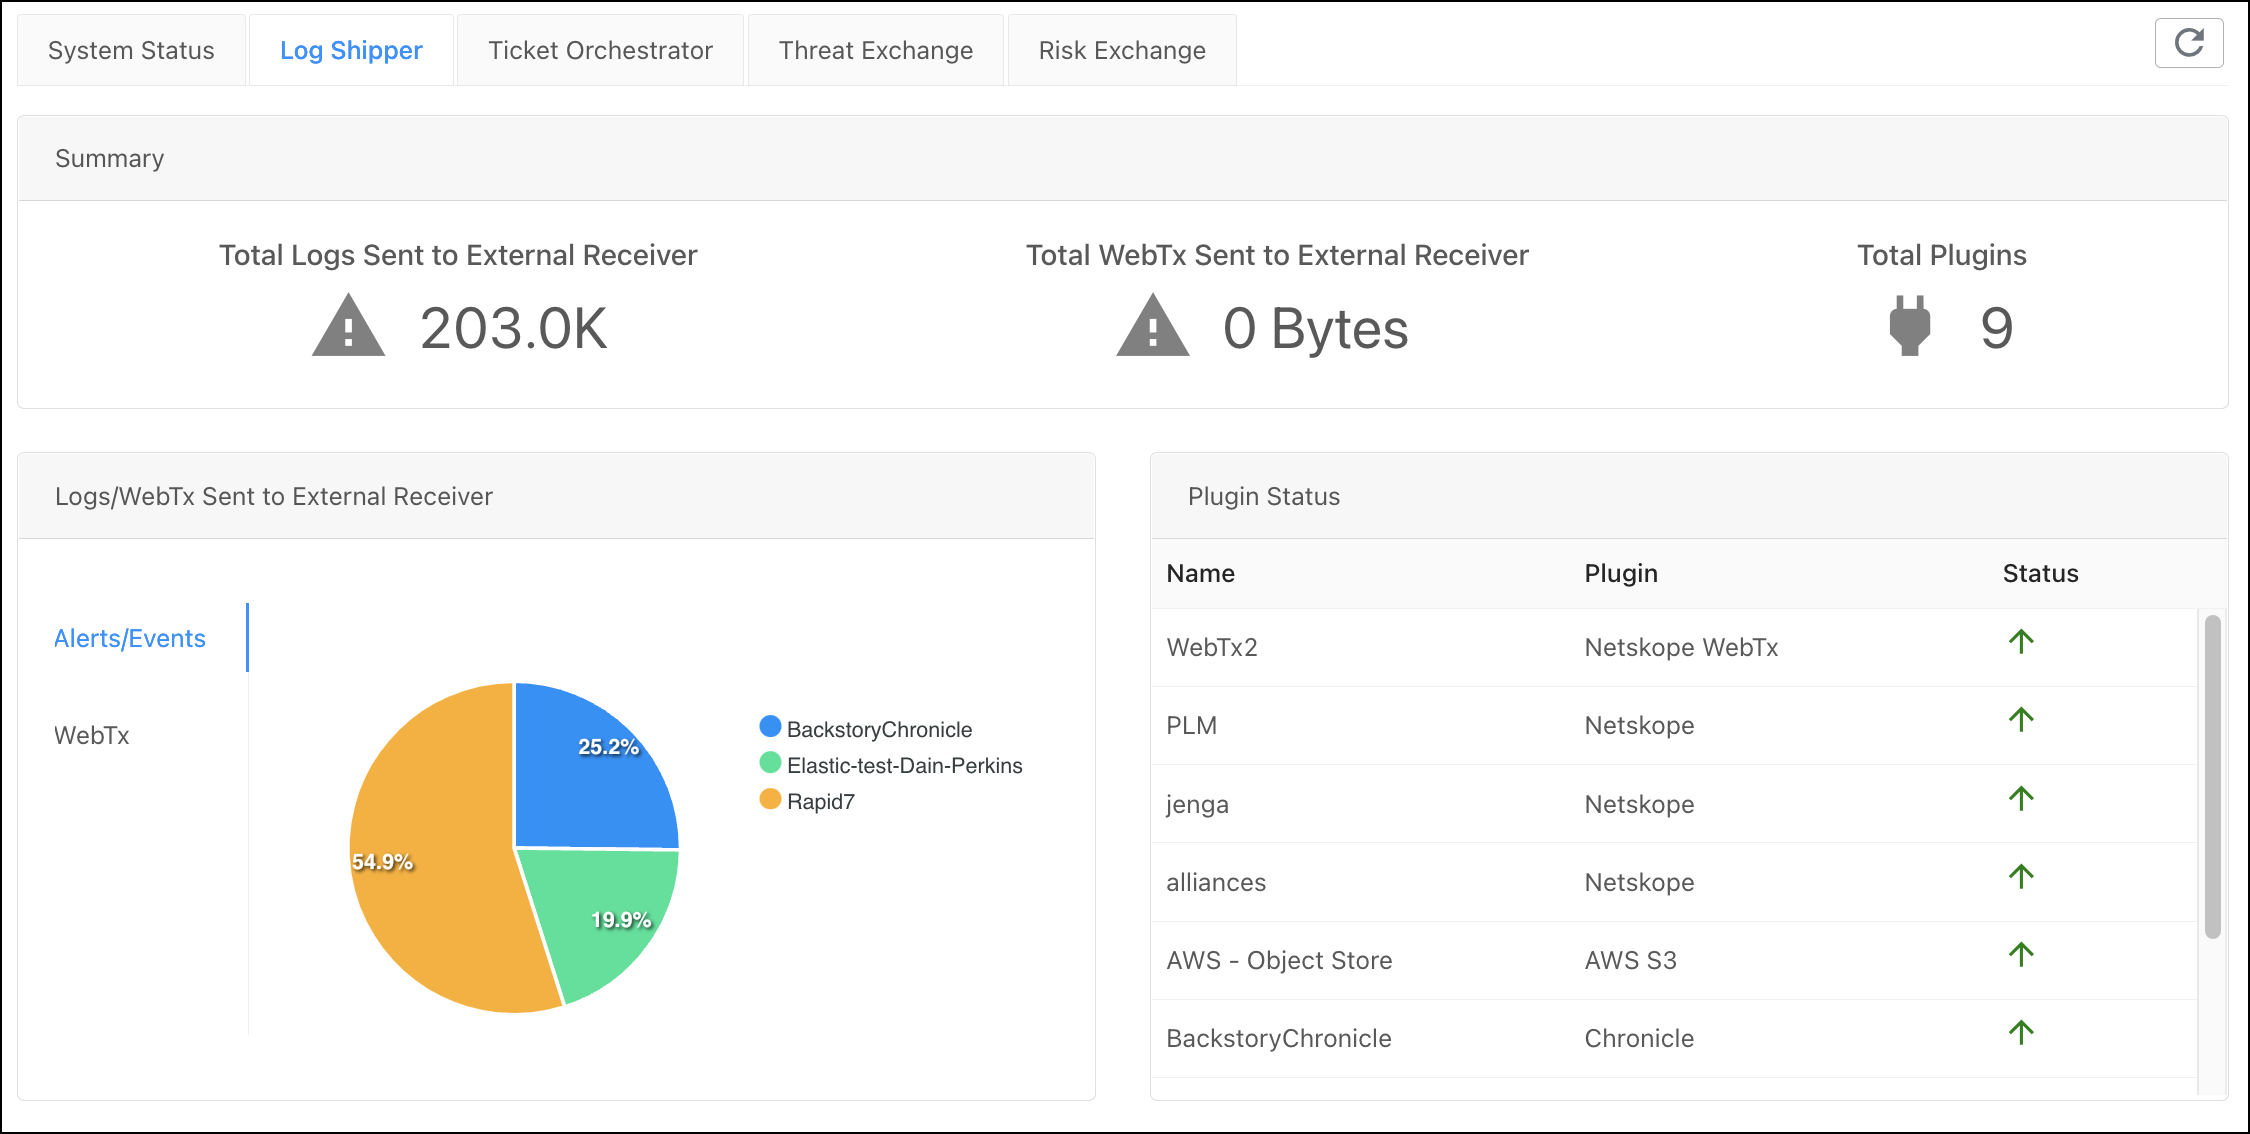 System Status
Log Shipper
Ticket Orchestrator
Threat Exchange
Risk Exchange
Summary
Total Logs Sent to External Receiver
203.0K
Total WebTx Sent to External Receiver
0 Bytes
Total Plugins
9
Logs/WebTx Sent to External Receiver
Alerts/Events
WebTx
25.2%
54.9%
19.9%
BackstoryChronicle
Elastic-test-Dain-Perkins
Rapid7
Plugin Status
Name Plugin Status
WebTx2 Netskope WebTx
PLM Netskope
jenga Netskope
alliances Netskope
AWS - Object Store AWS S3
BackstoryChronicle Chronicle